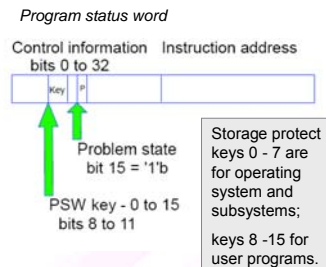 Program status word
Control information Instruction address
bits 0 to 32
Key P
Problem state
bit 15 = '1'b
PSW key - 0 to 15
bits 8 to 11
Storage protect
keys 0 - 7 are
for operating
system and
subsystems;
keys 8 -15 for
user programs.